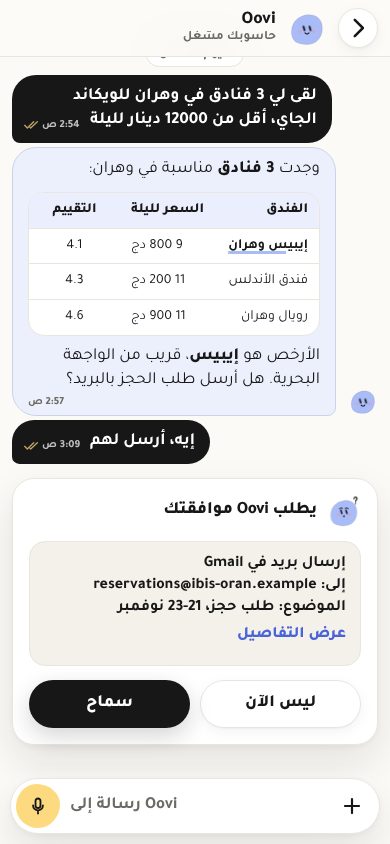 Oovi
حاسوبك مشغل
لقى لي 3 فنادق في وهران للويكاند
الجاي، أقل من 12000 دينار لليلة
2:54 ص
وجدت 3 فنادق مناسبة في وهران:
الفندق السعر لليلة التقييم
إيبيس وهران 9 800 دج 4.1
فندق الأندلس 11 200 دج 4.3
رويال وهران 11 900 دج 4.6
الأرخص هو إيبيس، قريب من الواجهة
البحرية. هل أرسل طلب الحجز بالبريد؟
2:57 ص
إيه، أرسل لهم
3:09 ص
يطلب Oovi موافقتك
إرسال بريد في Gmail
إلى: reservations@ibis-oran.example
الموضوع: طلب حجز، 21-23 نوفمبر
عرض التفاصيل
ليس الآن
سماح
Oovi رسالة إلى